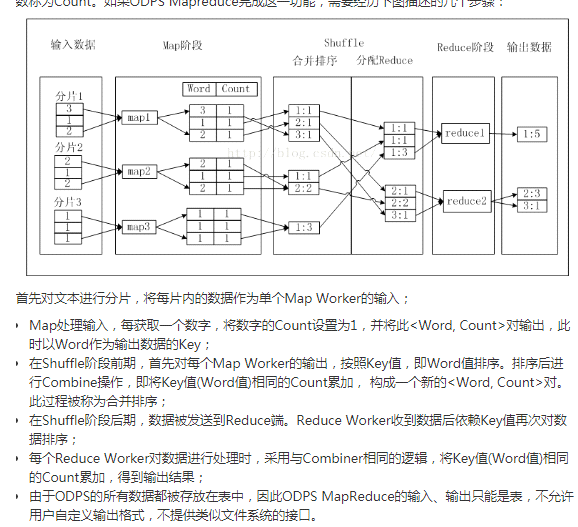 数称为Count。如果ODPS Mapreduce完成这一功能，需要经历下图描述的几个步骤：
输入数据 Map阶段 Shuffle Reduce阶段 输出数据
合并排序 分配Reduce
分片1
3
1
2
map1
Word Count
3 1
1 1
2 1
1:1
2:1
3:1
1:1
1:1
1:3
reduce1
1:5
分片2
2
1
2
map2
2 1
1 1
2 1
1:1
2:2
2:1
2:2
3:1
reduce2
2:3
3:1
分片3
1
1
1
map3
1 1
1 1
1 1
1:3
首先对文本进行分片，将每片内的数据作为单个Map Worker的输入；
Map处理输入，每获取一个数字，将数字的Count设置为1，并将此<Word, Count>对输出，此
时以Word作为输出数据的Key；
在Shuffle阶段前期，首先对每个Map Worker的输出，按照Key值，即Word值排序。排序后进
行Combine操作，即将Key值(Word值)相同的Count累加， 构成一个新的<Word, Count>对。
此过程被称为合并排序；
在Shuffle阶段后期，数据被发送到Reduce端。Reduce Worker收到数据后依赖Key值再次对数
据排序；
每个Reduce Worker对数据进行处理时，采用与Combiner相同的逻辑，将Key值(Word值)相同
的Count累加，得到输出结果；
由于ODPS的所有数据都被存放在表中，因此ODPS MapReduce的输入、输出只能是表，不允许
用户自定义输出格式，不提供类似文件系统的接口。